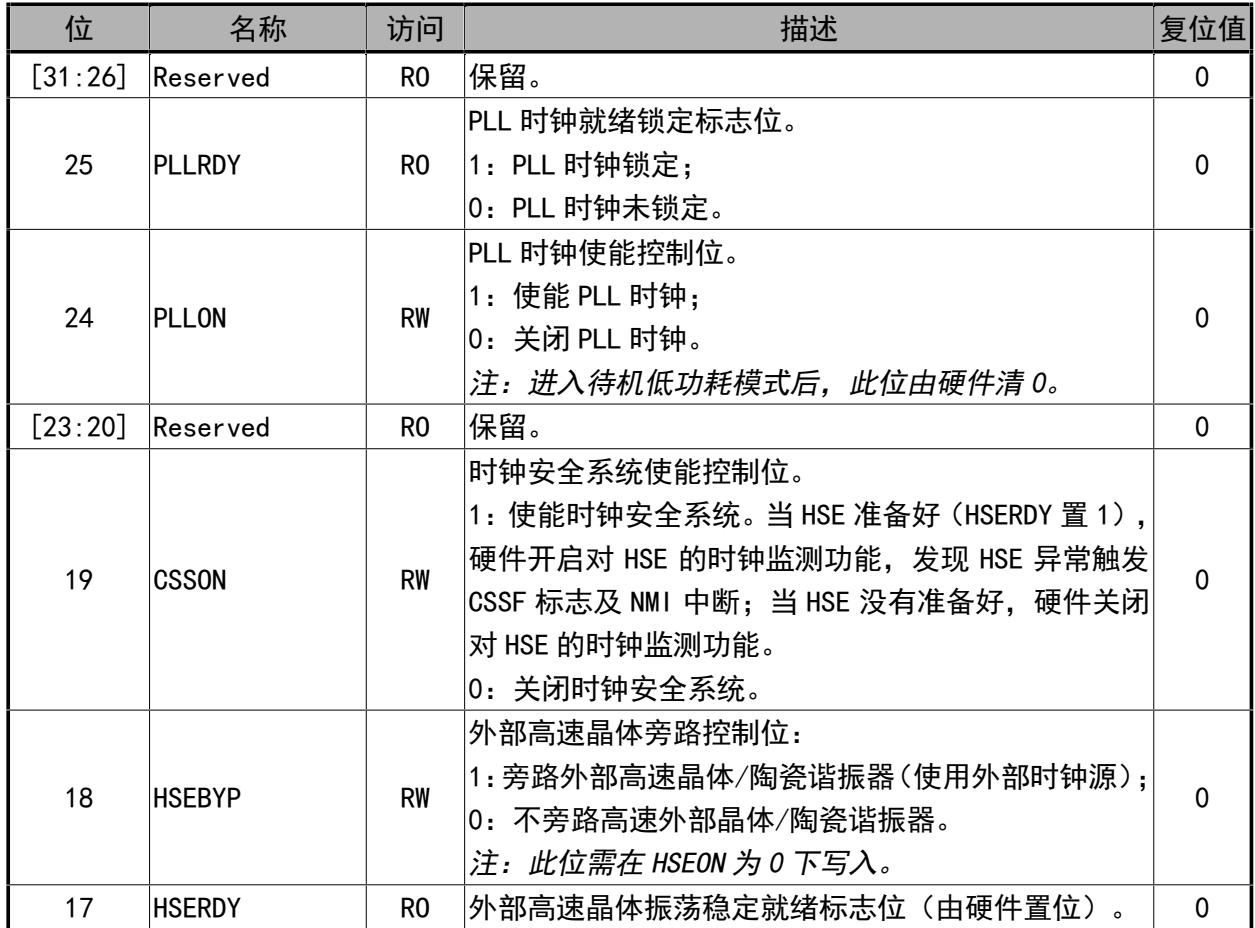 位 名称 访问 描述 复位值
[31:26] Reserved RO 保留。 0
PLL 时钟就绪锁定标志位。
25 PLLRDY RO 1：PLL 时钟锁定； 0
0：PLL 时钟未锁定。
PLL 时钟使能控制位。
1：使能 PLL 时钟；
24 PLLON RW 0
0：关闭 PLL 时钟。
注：进入待机低功耗模式后，此位由硬件清 0。
[23:20] Reserved RO 保留。 0
时钟安全系统使能控制位。
1：使能时钟安全系统。当 HSE 准备好（HSERDY 置 1），
硬件开启对 HSE 的时钟监测功能，发现 HSE 异常触发
19 CSSON RW 0
CSSF 标志及 NMI 中断；当 HSE 没有准备好，硬件关闭
对 HSE 的时钟监测功能。
0：关闭时钟安全系统。
外部高速晶体旁路控制位：
1：旁路外部高速晶体/陶瓷谐振器（使用外部时钟源）；
18 HSEBYP RW 0
0：不旁路高速外部晶体/陶瓷谐振器。
注：此位需在 HSEON 为 0 下写入。
17 HSERDY RO 外部高速晶体振荡稳定就绪标志位（由硬件置位）。 0